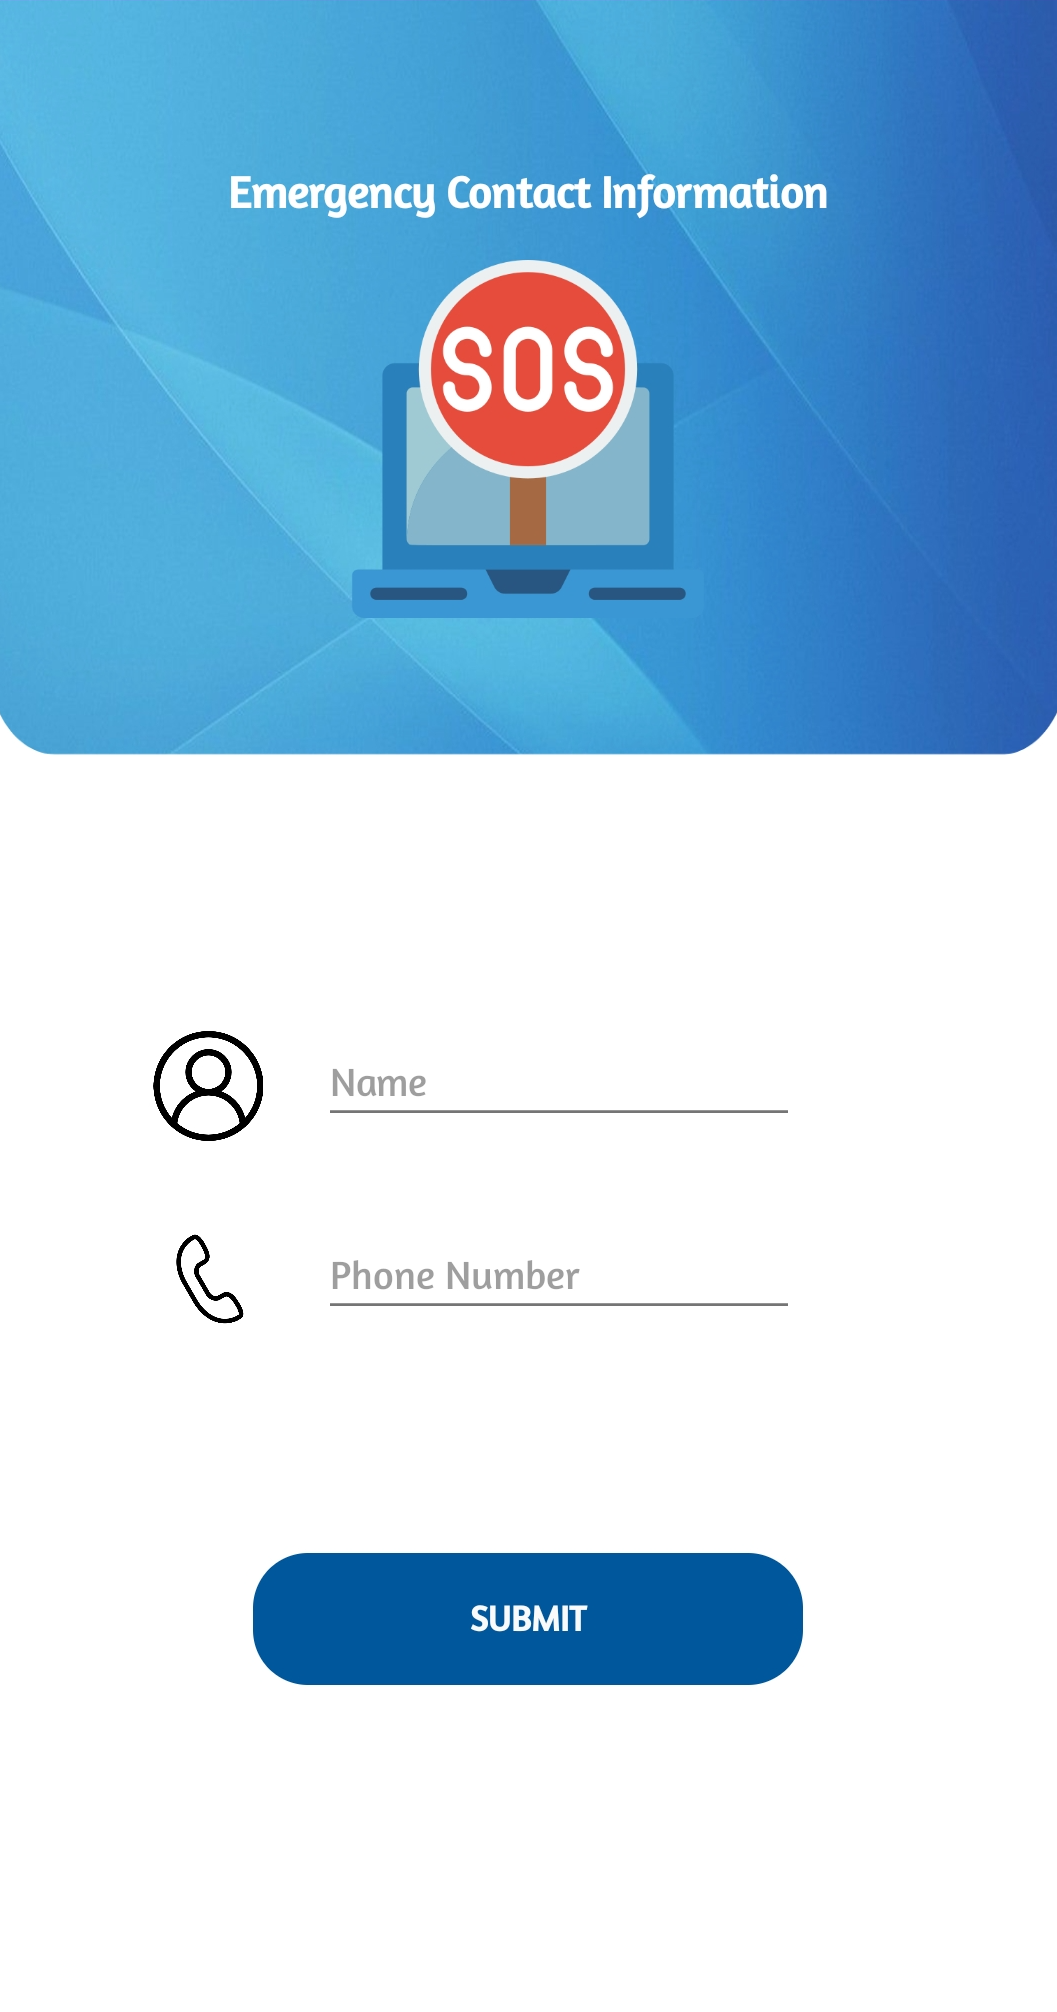 Emergency Contact Information
SOS
Name
Phone Number
SUBMIT